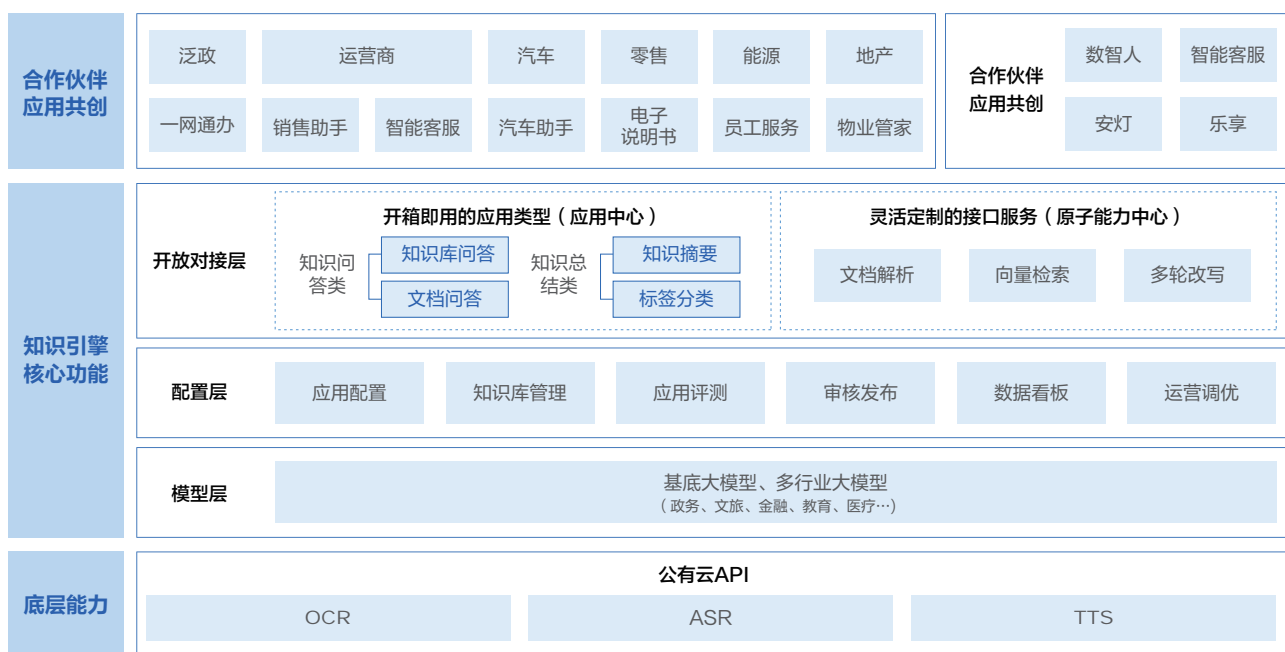 合作伙伴
应用共创
泛政
运营商
汽车
零售
能源
地产
一网通办
销售助手
智能客服
汽车助手
电子
说明书
员工服务
物业管家
合作伙伴
应用共创
数智人
智能客服
安灯
乐享
知识引擎
核心功能
开放对接层
开箱即用的应用类型（应用中心）
知识问
答类
知识库问答
文档问答
知识总
结类
知识摘要
标签分类
灵活定制的接口服务（原子能力中心）
文档解析
向量检索
多轮改写
配置层
应用配置
知识库管理
应用评测
审核发布
数据看板
运营调优
模型层
基底大模型、多行业大模型
（政务、文旅、金融、教育、医疗…)
底层能力
公有云API
OCR
ASR
TTS